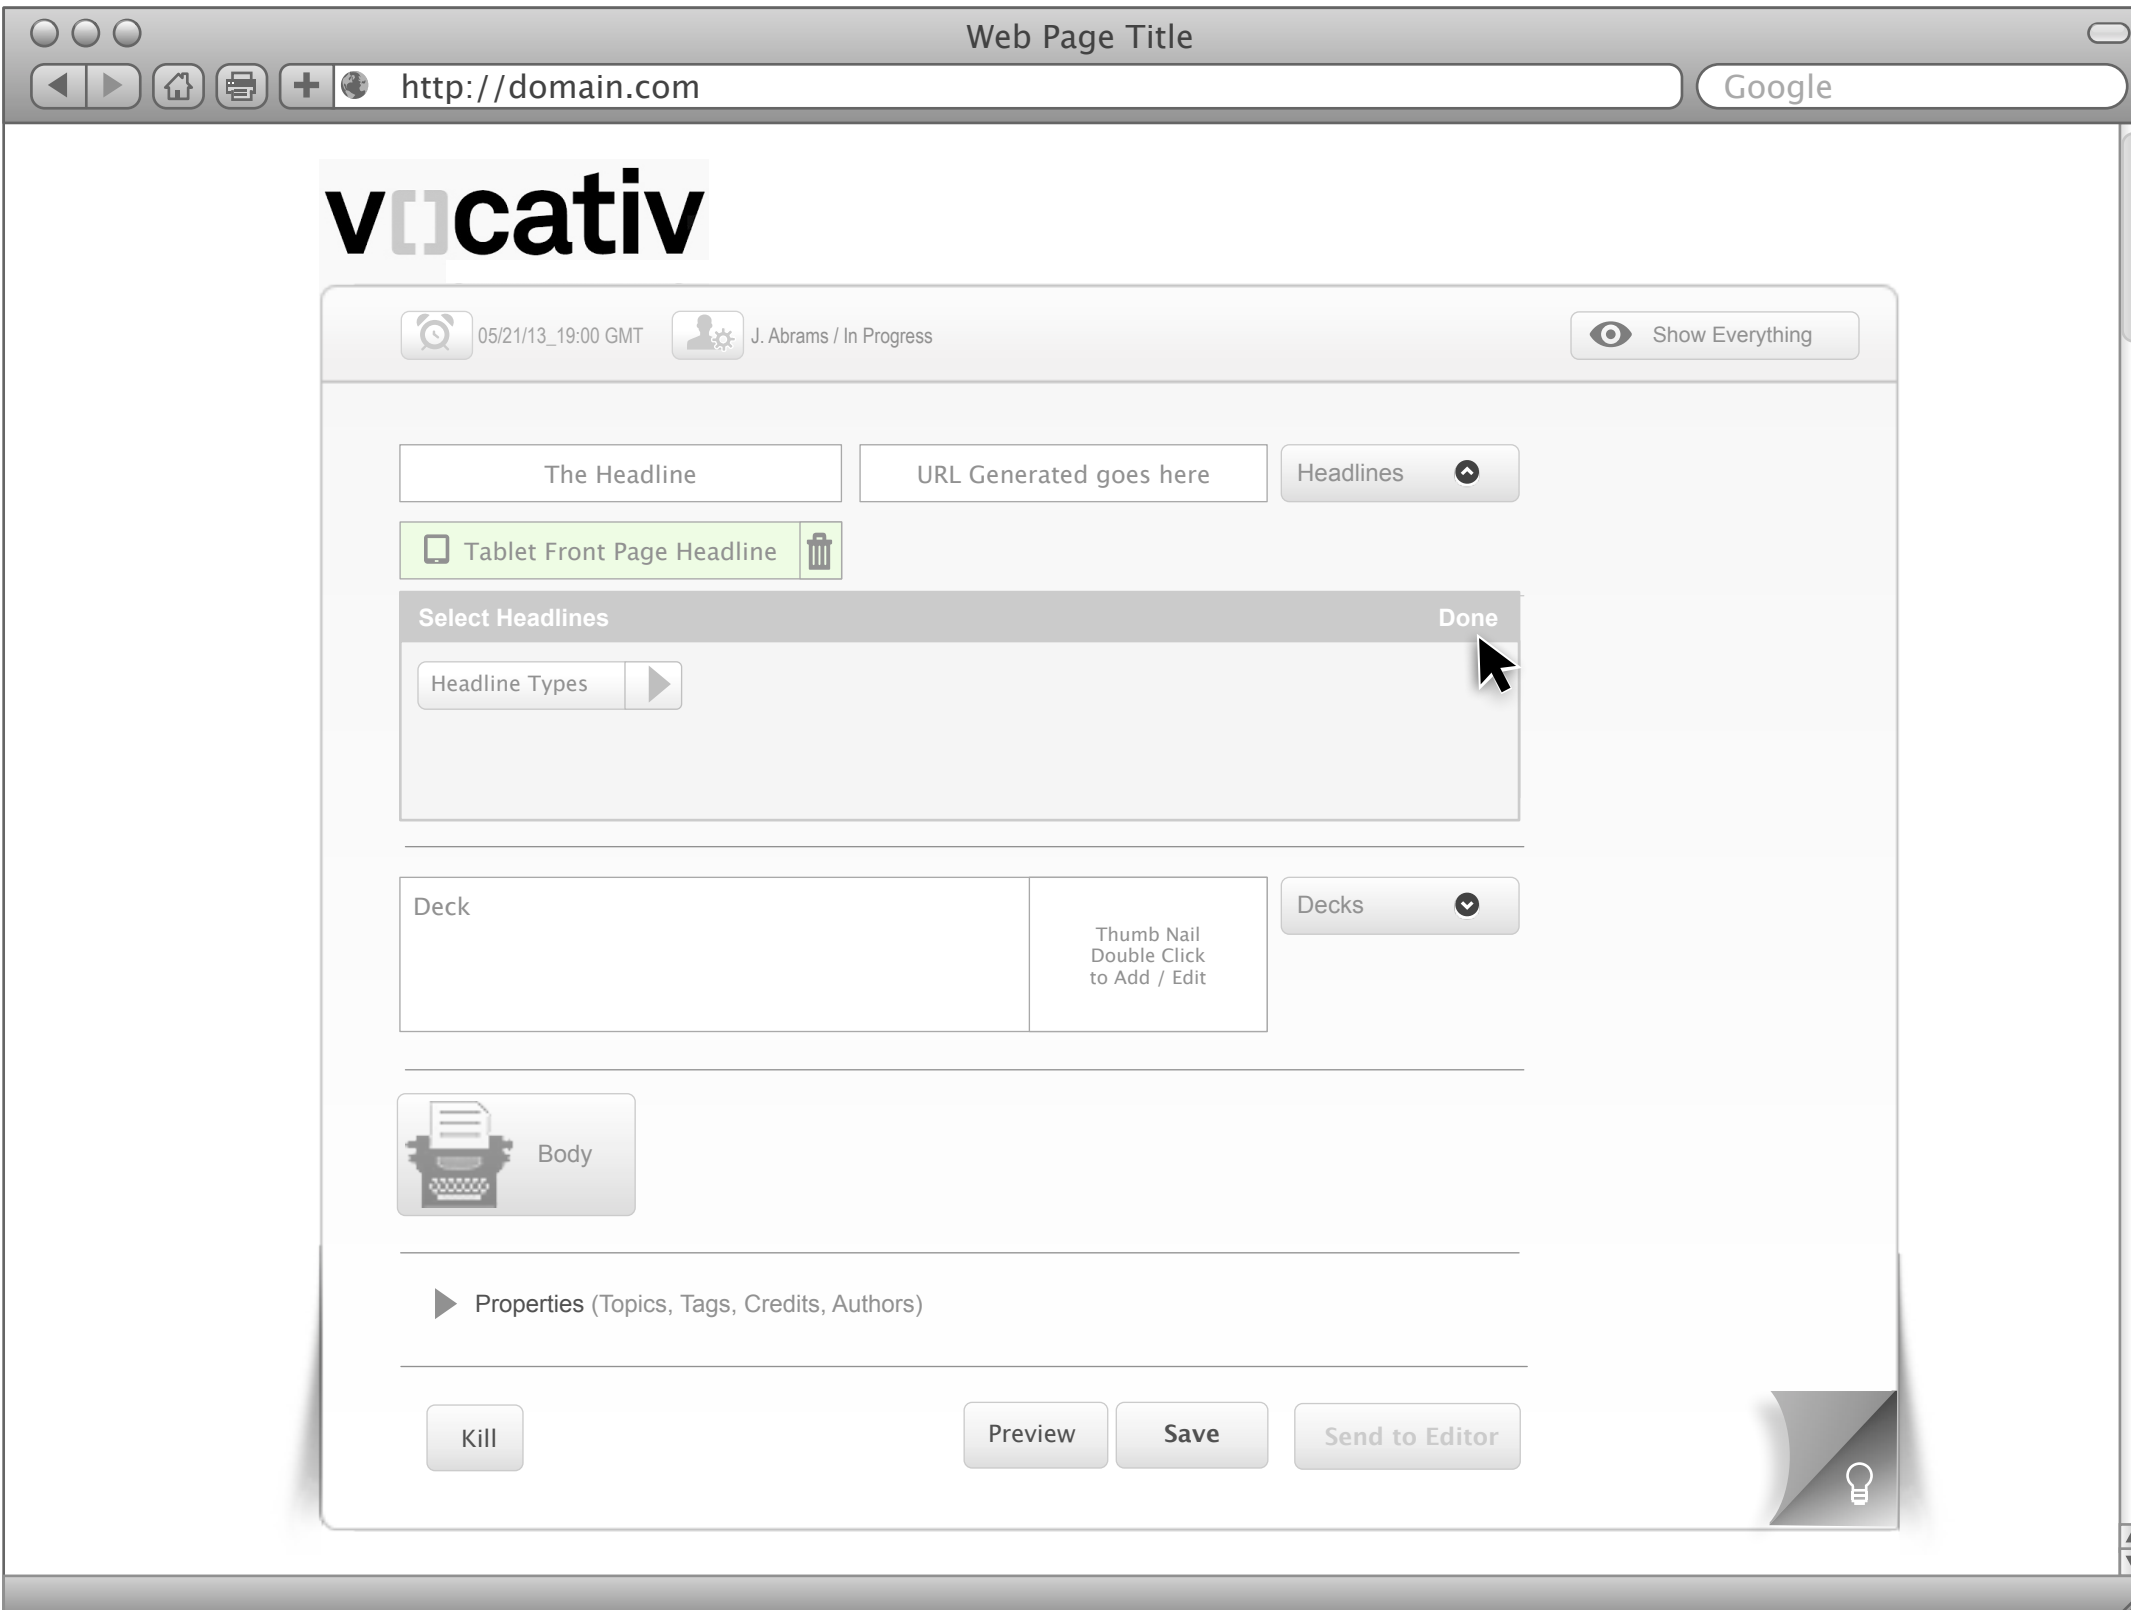 Web Page Title
http://domain.com
Google
v[]cativ
05/21/13_19:00 GMT
J. Abrams / In Progress
Show Everything
The Headline
URL Generated goes here
Headlines
Tablet Front Page Headline
Select Headlines
Done
Headline Types
Deck
Thumb Nail
Double Click
to Add / Edit
Decks
Body
Properties (Topics, Tags, Credits, Authors)
Kill
Preview
Save
Send to Editor